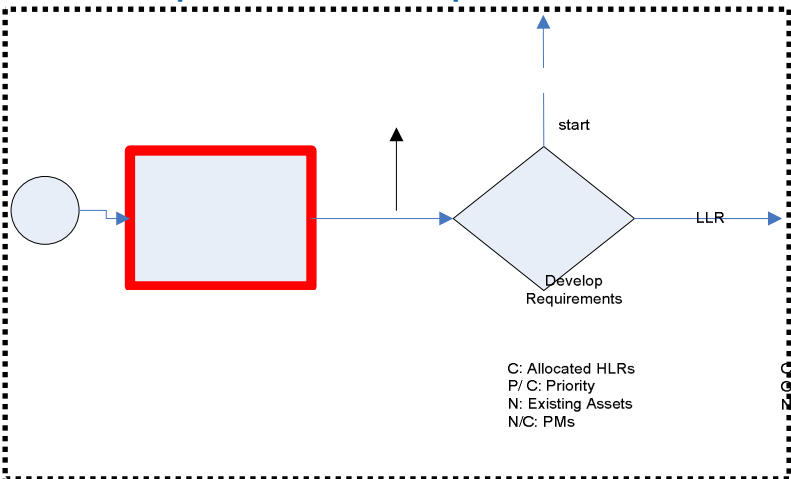 start
LLR
Develop
Requirements
C: Allocated HLRs
P/ C: Priority
N: Existing Assets
N/C: PMs